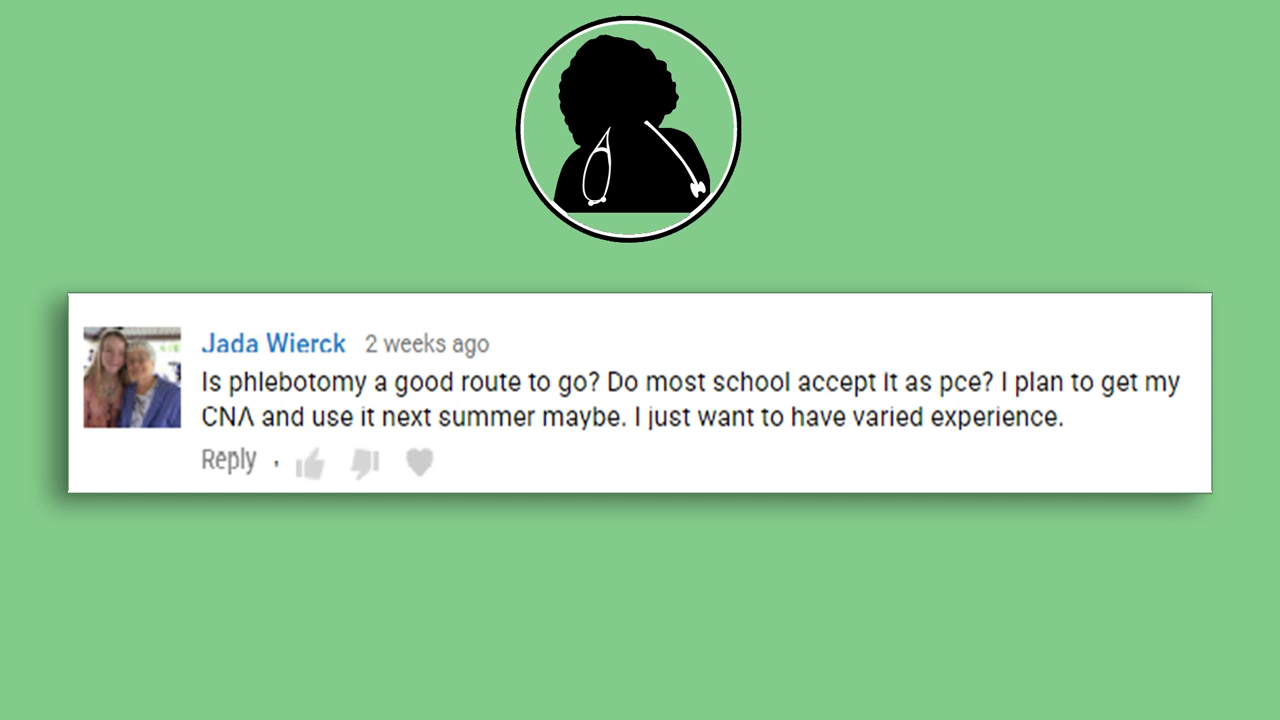 Jada Wierck 2 weeks ago
Is phlebotomy a good route to go? Do most school accept it as pce? I plan to get my
CNA and use it next summer maybe. I just want to have varied experience.
Reply